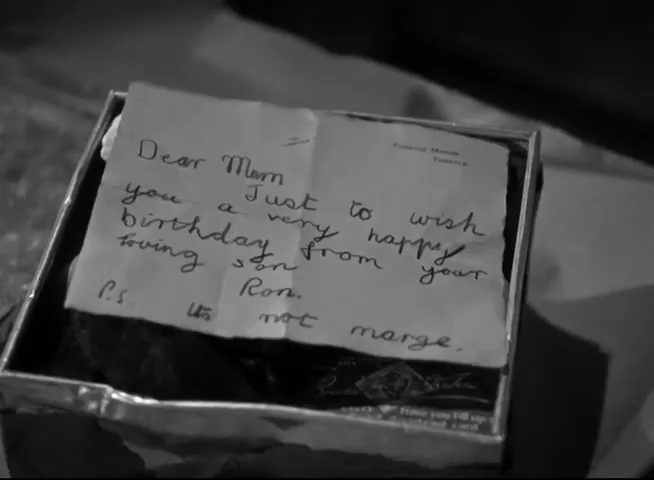 Dear Mum
Just to wish
you a very happy
birthday from your
loving son
Ron.
P.S. Its not marge.